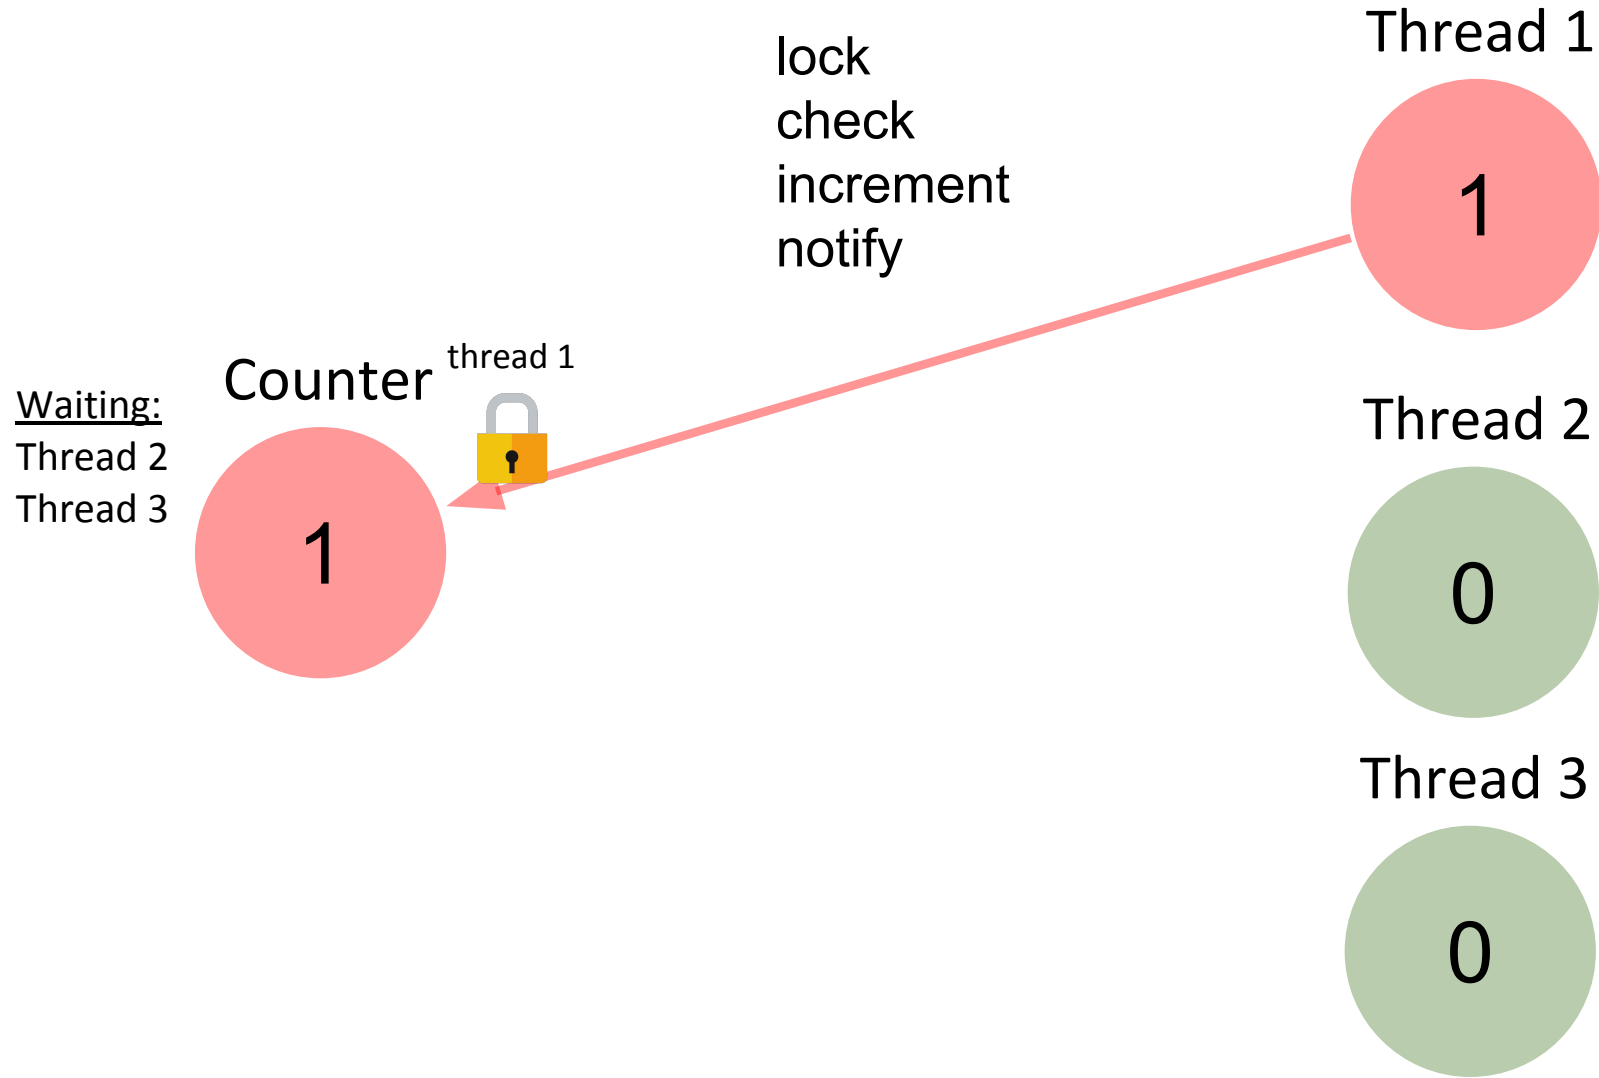 Thread 1
lock
check
increment
notify
1
thread 1
Counter
Waiting:
Thread 2
Thread 3
1
Thread 2
0
Thread 3
0